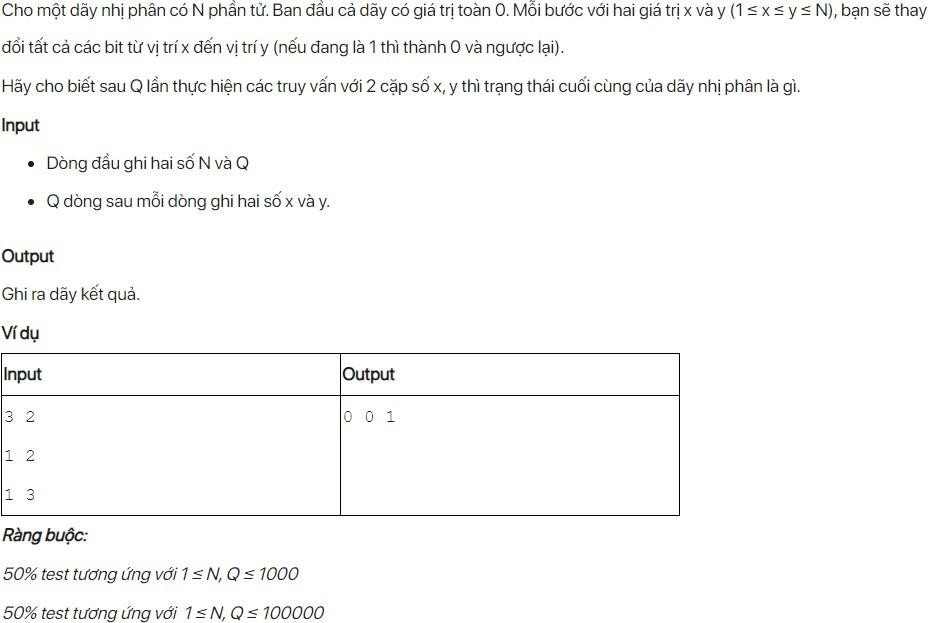 Cho một dãy nhị phân có N phần tử. Ban đầu cả dãy có giá trị toàn 0. Mỗi bước với hai giá trị x và y (1 ≤ x ≤ y ≤ N), bạn sẽ thay
đổi tất cả các bit từ vị trí x đến vị trí y (nếu đang là 1 thì thành 0 và ngược lại).
Hãy cho biết sau Q lần thực hiện các truy vấn với 2 cặp số x, y thì trạng thái cuối cùng của dãy nhị phân là gì.
Input
• Dòng đầu ghi hai số N và Q
• Q dòng sau mỗi dòng ghi hai số x và y.
Output
Ghi ra dãy kết quả.
Ví dụ
Input Output
3 2 0 0 1
1 2
1 3
Ràng buộc:
50% test tương ứng với 1 ≤ N, Q ≤ 1000
50% test tương ứng với 1 ≤ N, Q ≤ 100000